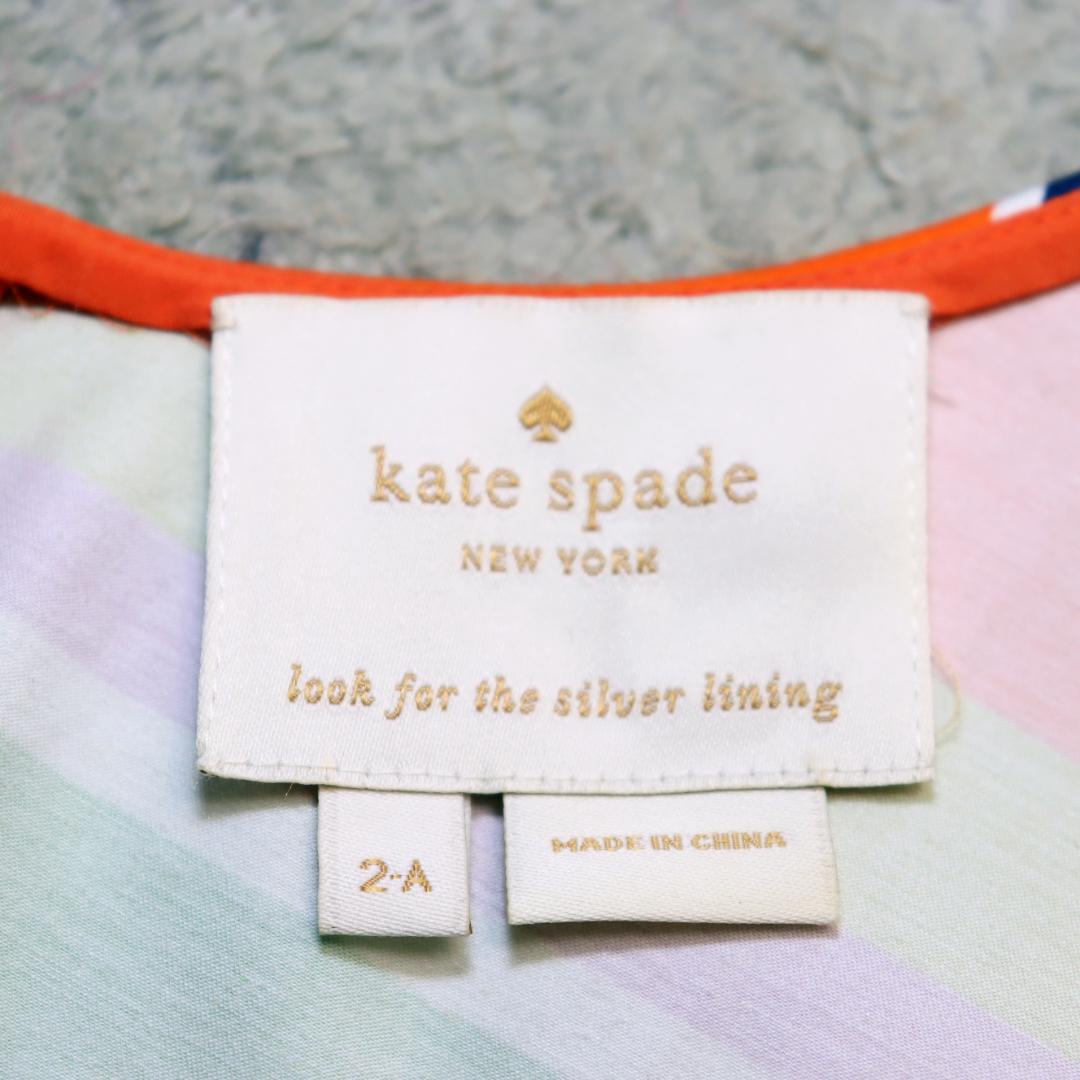 kate spade
NEW YORK
look for the silver lining
2-A
MADE IN CHINA